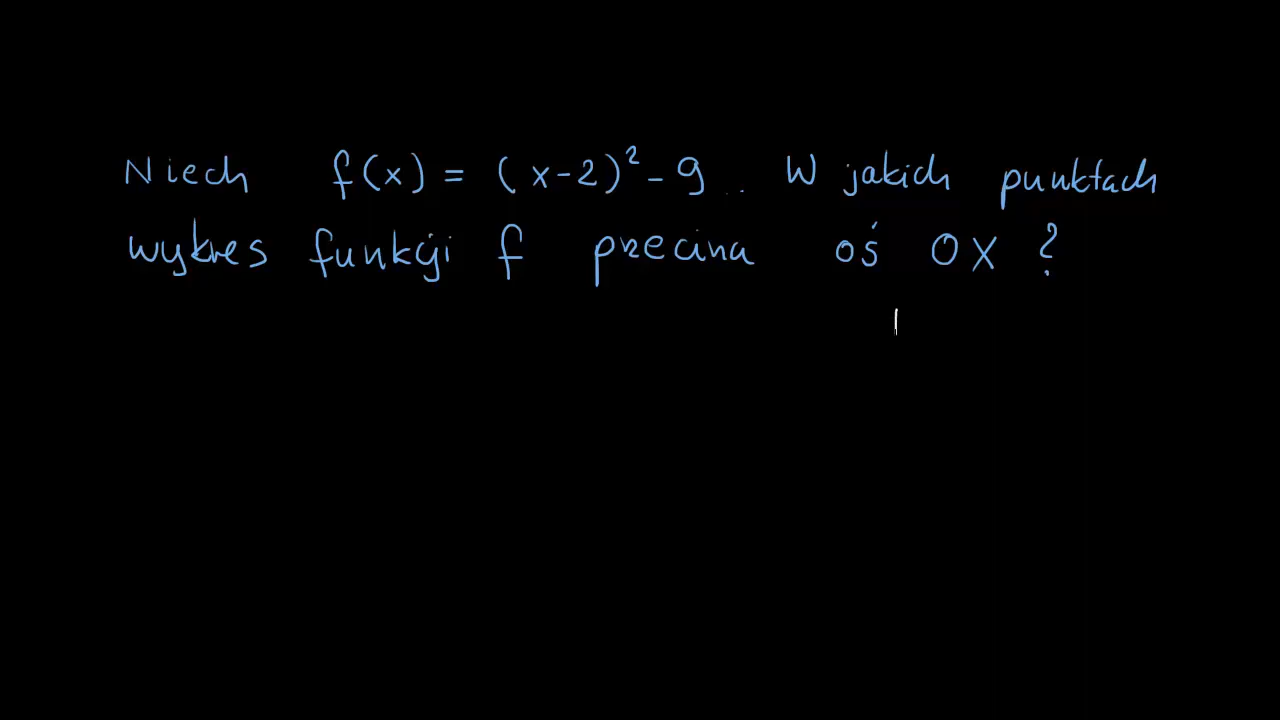 Niech f(x) = (x-2)² - 9 .. W jakich punktach
wykres funkcji f przecina oś OX ?